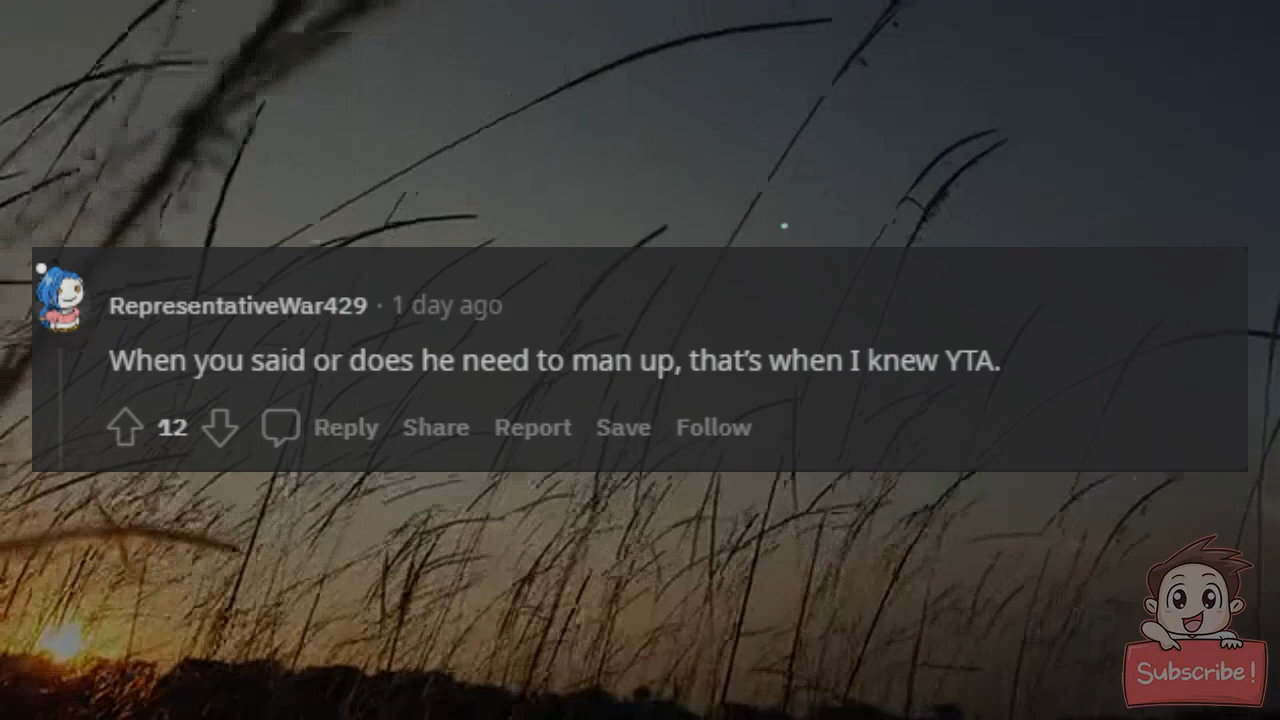 RepresentativeWar429 · 1 day ago
When you said or does he need to man up, that’s when I knew YTA.
12 Reply Share Report Save Follow
Subscribe!